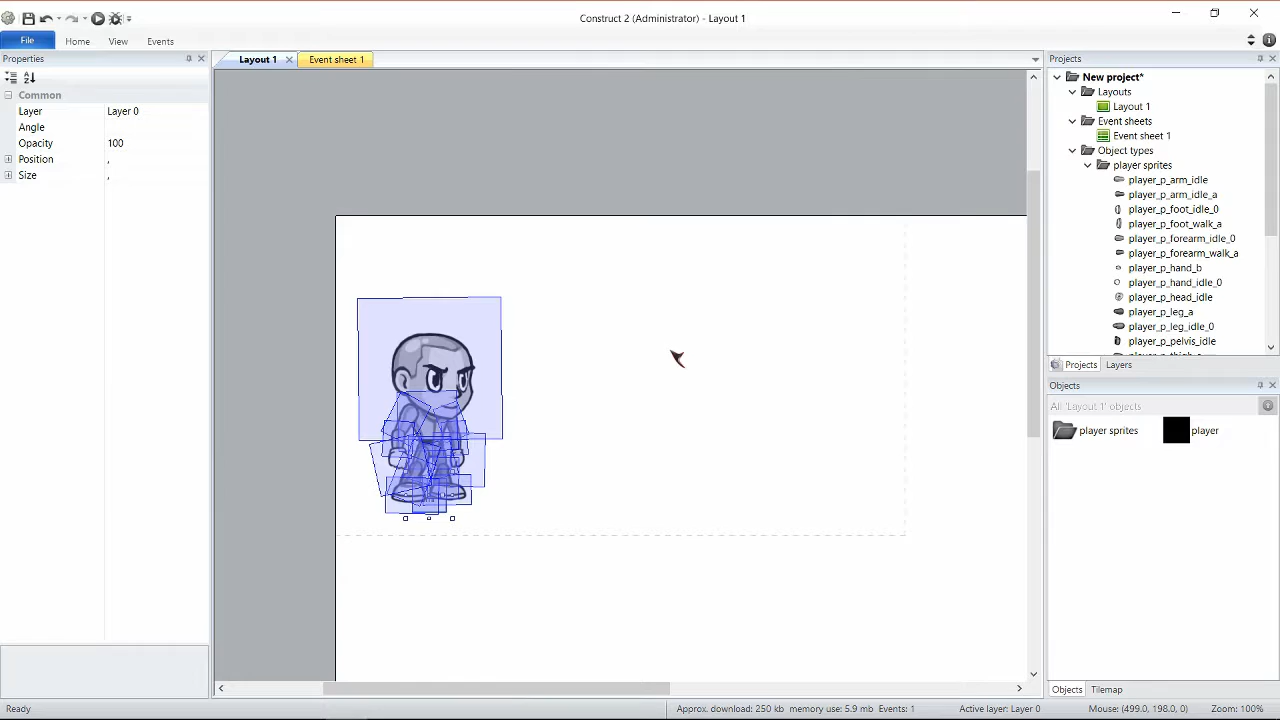 Construct 2 (Administrator) - Layout 1
File Home View Events
Properties
Layout 1 Event sheet 1
Projects
Common
Layer Layer 0
Angle
Opacity 100
Position ,
Size ,
New project*
Layouts
Layout 1
Event sheets
Event sheet 1
Object types
player sprites
player_p_arm_idle
player_p_arm_idle_a
player_p_foot_idle_0
player_p_foot_walk_a
player_p_forearm_idle_0
player_p_forearm_walk_a
player_p_hand_b
player_p_hand_idle_0
player_p_head_idle
player_p_leg_a
player_p_leg_idle_0
player_p_pelvis_idle
Projects Layers
Objects
All 'Layout 1' objects
player sprites player
Objects Tilemap
Ready Approx. download: 250 kb memory use: 5.9 mb Events: 1 Active layer: Layer 0 Mouse: (499.0, 198.0, 0) Zoom: 100%